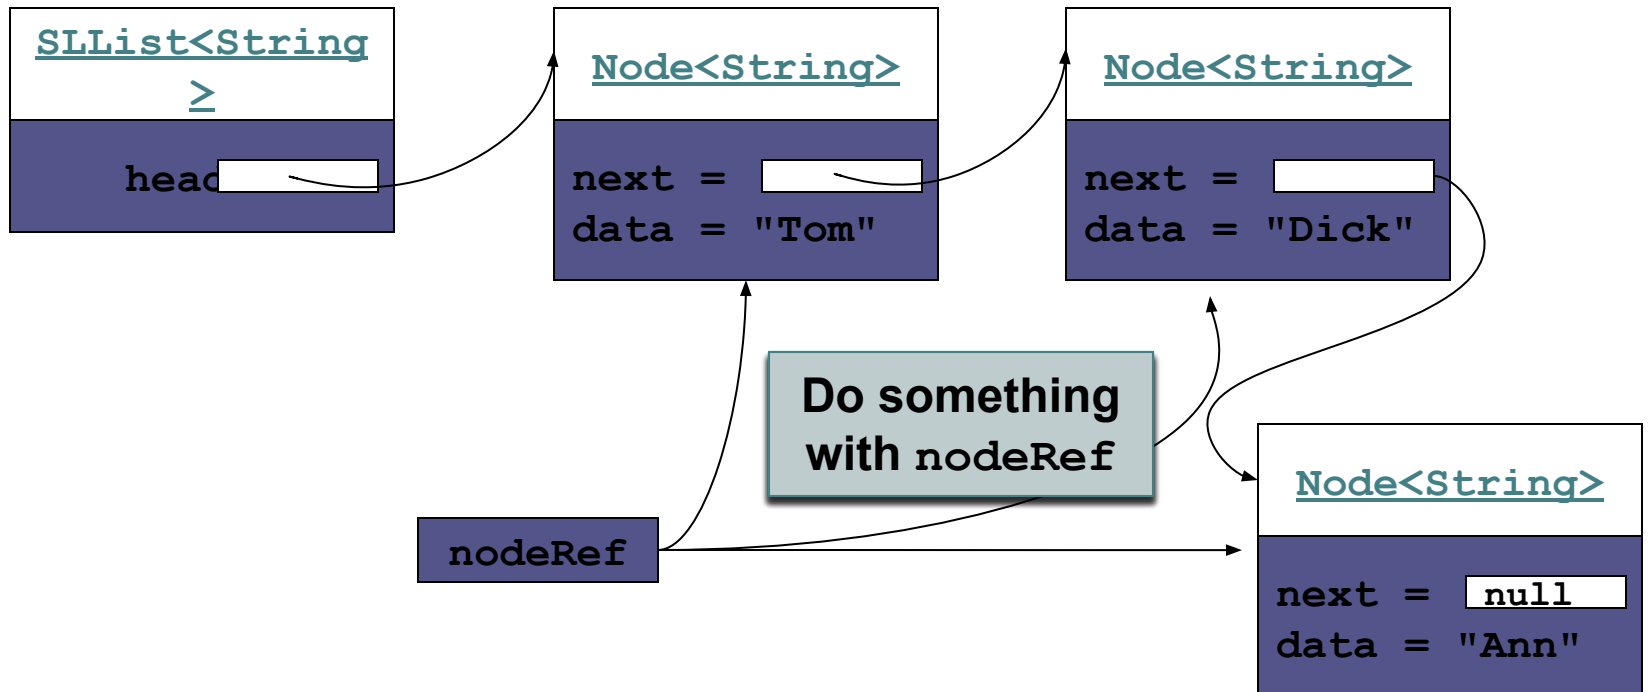 SLList<String
>
head
Node<String>
next =
data = "Tom"
Node<String>
next =
data = "Dick"
Do something
with nodeRef
nodeRef
Node<String>
next = null
data = "Ann"